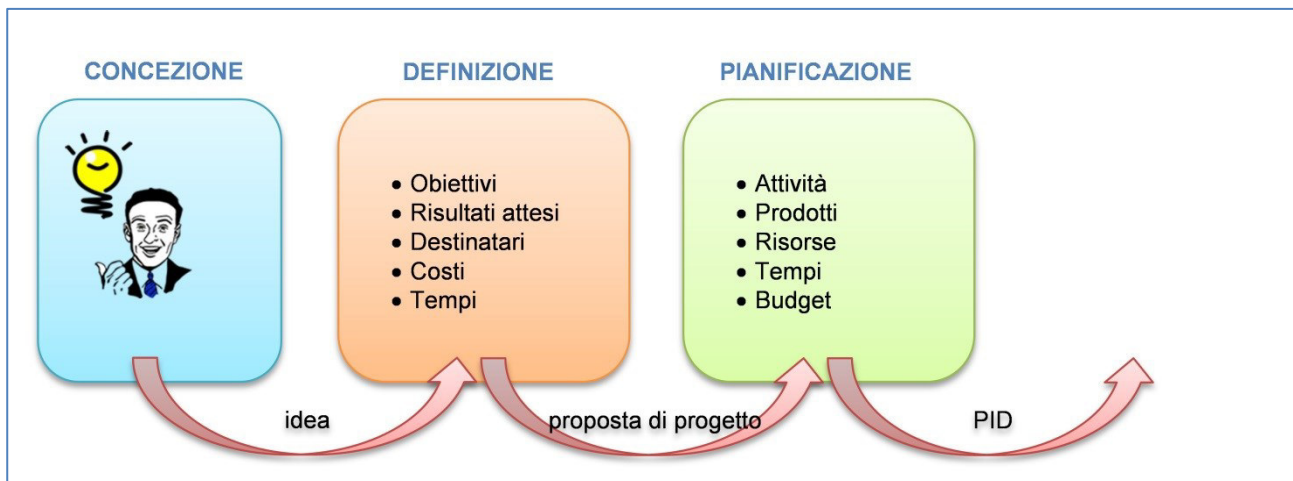 CONCEZIONE
DEFINIZIONE
PIANIFICAZIONE
• Obiettivi
• Risultati attesi
• Destinatari
• Costi
• Tempi
• Attività
• Prodotti
• Risorse
• Tempi
• Budget
idea
proposta di progetto
PID